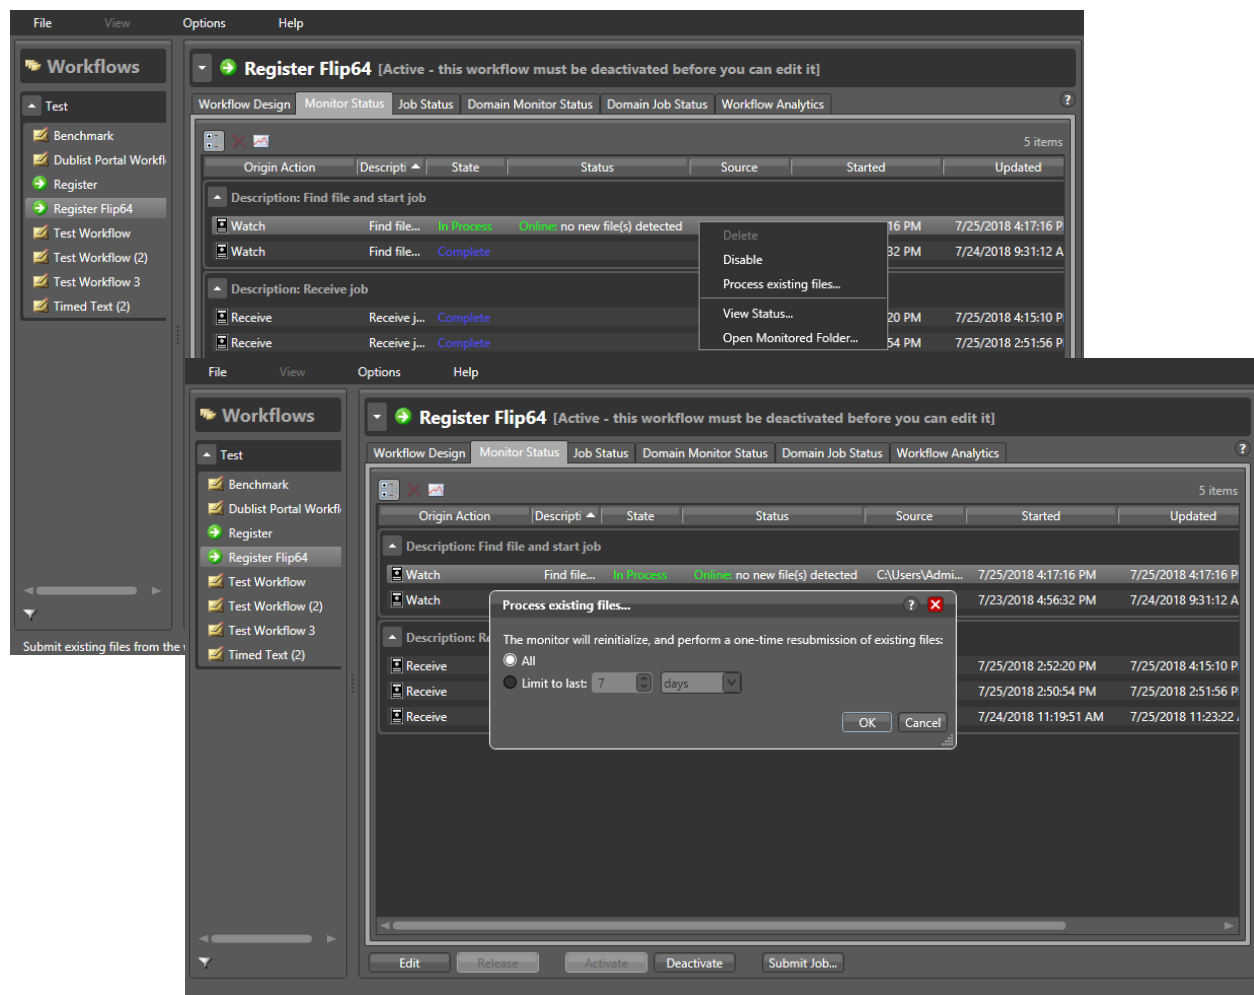 File View Options Help
Workflows
Test
Benchmark
Dublist Portal Workfl
Register
Register Flip64
Test Workflow
Test Workflow (2)
Test Workflow 3
Timed Text (2)
Submit existing files from the
Register Flip64 [Active - this workflow must be deactivated before you can edit it]
Workflow Design Monitor Status Job Status Domain Monitor Status Domain Job Status Workflow Analytics ?
5 items
Origin Action Descripti State Status Source Started Updated
Description: Find file and start job
Watch Find file... In Process Online: no new file(s) detected 16 PM 7/25/2018 4:17:16 P
Watch Find file... Complete 32 PM 7/24/2018 9:31:12 A
Description: Receive job
Receive Receive j... Complete 20 PM 7/25/2018 4:15:10 P
Receive Receive j... Complete 54 PM 7/25/2018 2:51:56 P
Delete
Disable
Process existing files...
View Status...
Open Monitored Folder...
File View Options Help
Workflows
Test
Benchmark
Dublist Portal Workfl
Register
Register Flip64
Test Workflow
Test Workflow (2)
Test Workflow 3
Timed Text (2)
Register Flip64 [Active - this workflow must be deactivated before you can edit it]
Workflow Design Monitor Status Job Status Domain Monitor Status Domain Job Status Workflow Analytics ?
5 items
Origin Action Descripti State Status Source Started Updated
Description: Find file and start job
Watch Find file... In Process Online: no new file(s) detected C:\Users\Admi... 7/25/2018 4:17:16 PM 7/25/2018 4:17:16 P
Watch 7/23/2018 4:56:32 PM 7/24/2018 9:31:12 A
Description: Re
Receive 7/25/2018 2:52:20 PM 7/25/2018 4:15:10 P
Receive 7/25/2018 2:50:54 PM 7/25/2018 2:51:56 P
Receive 7/24/2018 11:19:51 AM 7/25/2018 11:23:22
Process existing files... ?
The monitor will reinitialize, and perform a one-time resubmission of existing files:
All
Limit to last: 7 days
OK Cancel
Edit Release Activate Deactivate Submit Job...